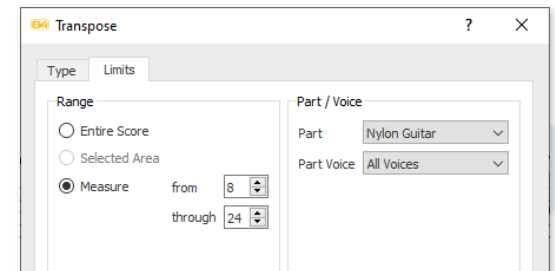 64 Transpose ? ×
Type Limits
Range
Entire Score
Selected Area
Measure from 8
through 24
Part / Voice
Part Nylon Guitar
Part Voice All Voices